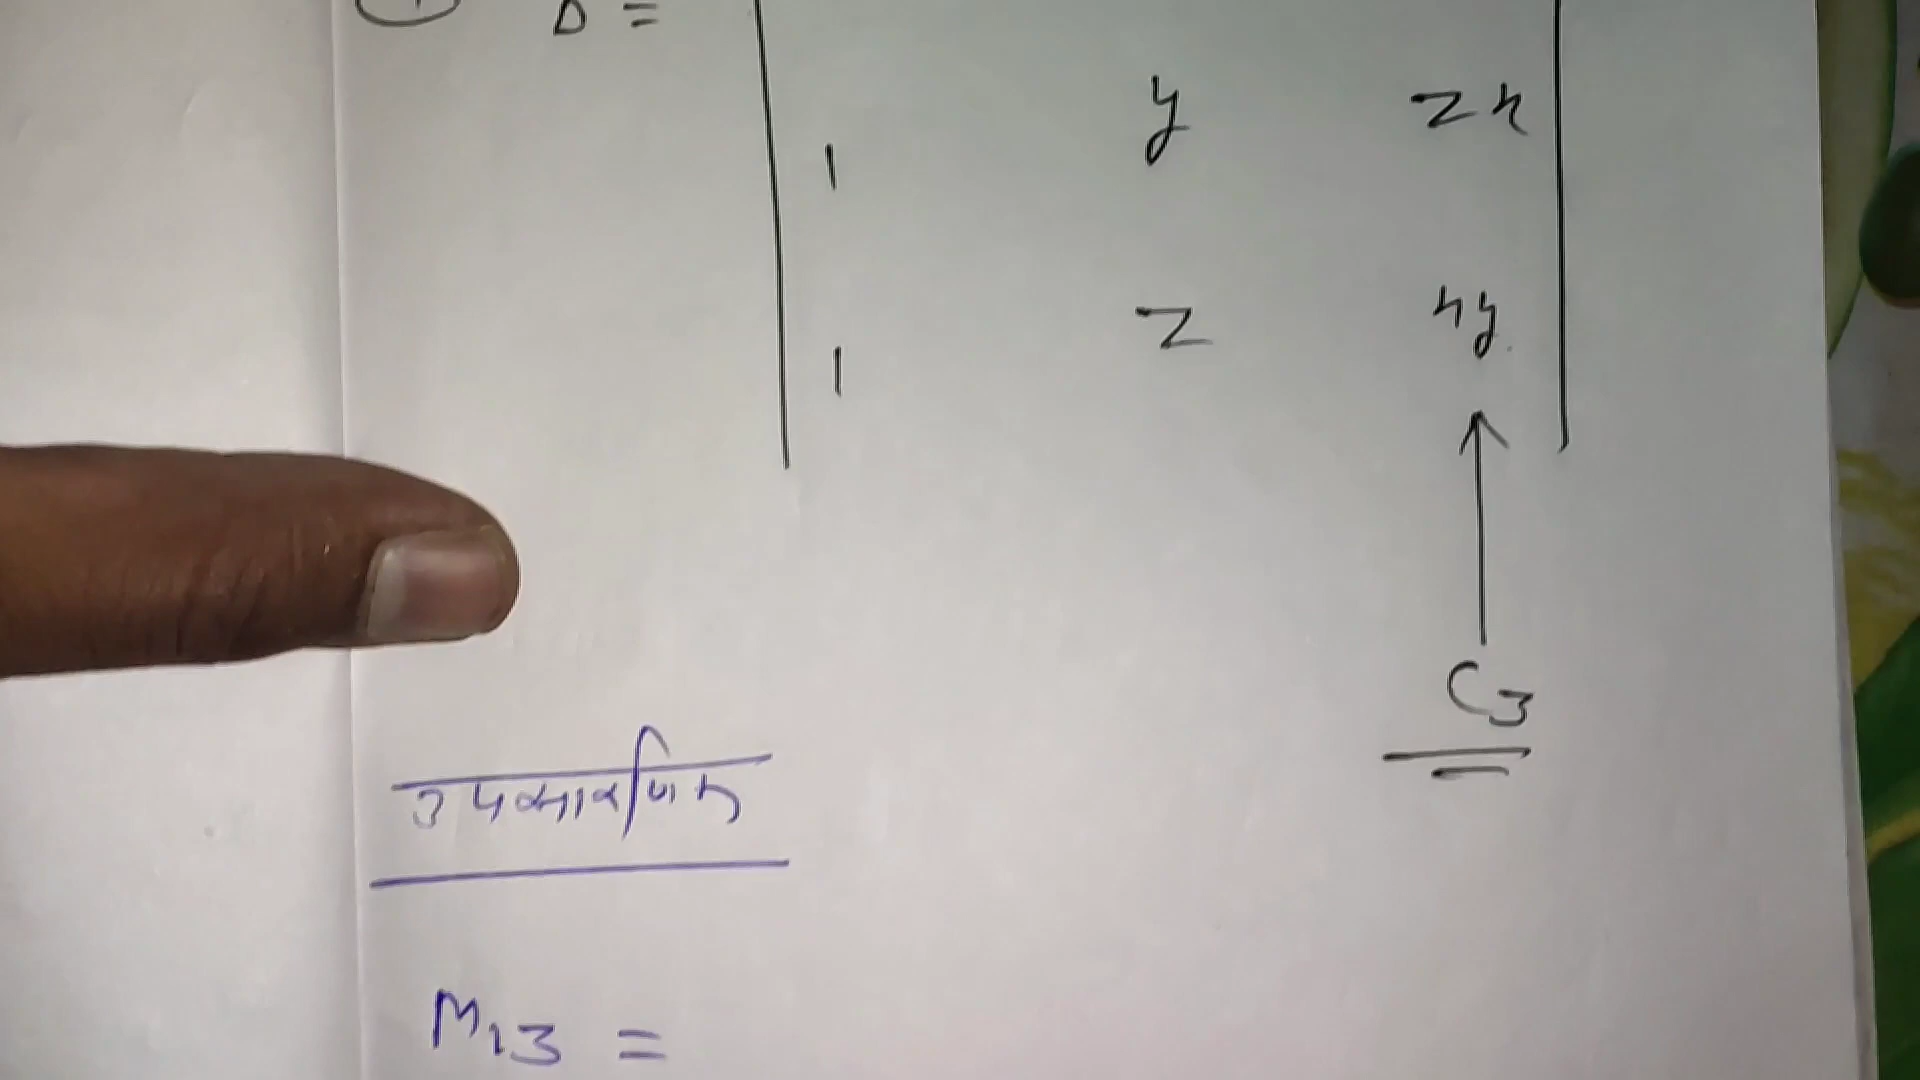 Δ =
1 y zx
1 z xy
C3
उपसारणिक
M13 =